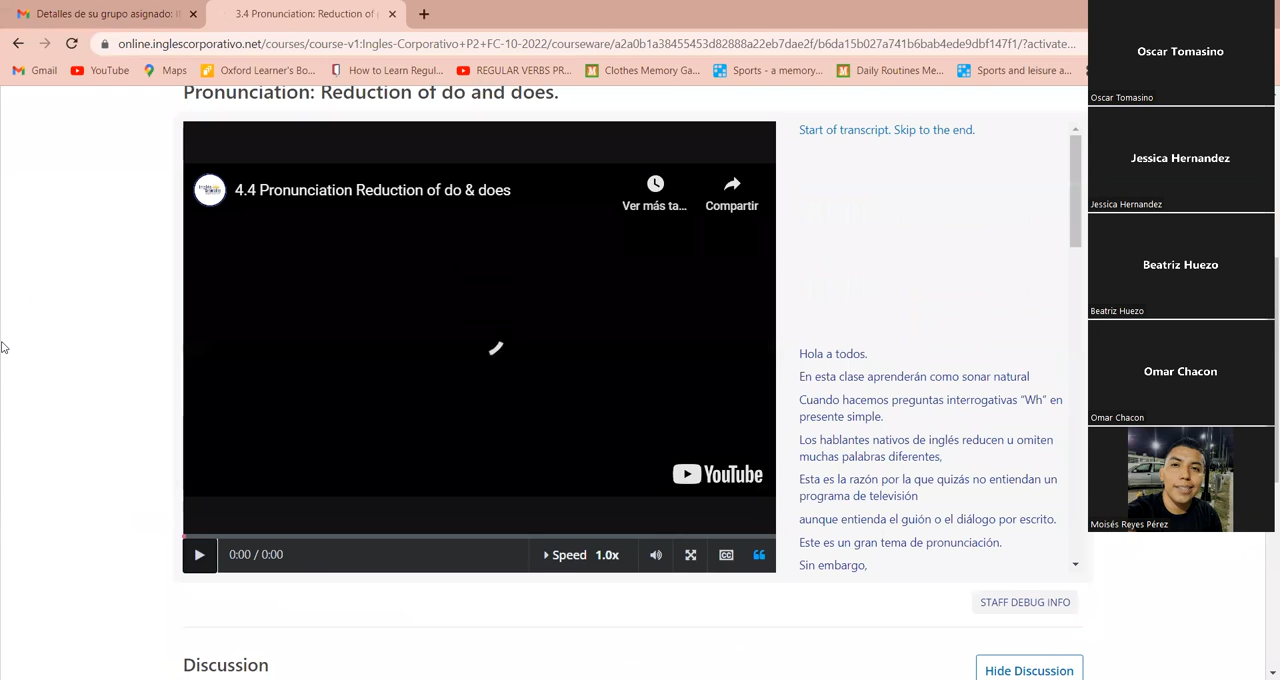 Detalles de su grupo asignado: I
3.4 Pronunciation: Reduction of
online.inglescorporativo.net/courses/course-v1:Ingles-Corporativo+P2+FC-10-2022/courseware/a2a0b1a38455453d82888a22eb7dae2f/b6da15b027a741b6bab4ede9dbf147f1/?activate...
Gmail
YouTube
Maps
Oxford Learner's Bo...
How to Learn Regul...
REGULAR VERBS PR...
Clothes Memory Ga...
Sports - a memory...
Daily Routines Me...
Sports and leisure a...
Pronunciation: Reduction of do and does.
4.4 Pronunciation Reduction of do & does
Ver más ta...
Compartir
YouTube
0:00 / 0:00
Speed 1.0x
Start of transcript. Skip to the end.
Hola a todos.
En esta clase aprenderán como sonar natural
Cuando hacemos preguntas interrogativas “Wh” en
presente simple.
Los hablantes nativos de inglés reducen u omiten
muchas palabras diferentes,
Esta es la razón por la que quizás no entiendan un
programa de televisión
aunque entienda el guión o el diálogo por escrito.
Este es un gran tema de pronunciación.
Sin embargo,
STAFF DEBUG INFO
Discussion
Hide Discussion
Oscar Tomasino
Oscar Tomasino
Jessica Hernandez
Jessica Hernandez
Beatriz Huezo
Beatriz Huezo
Omar Chacon
Omar Chacon
Moisés Reyes Pérez